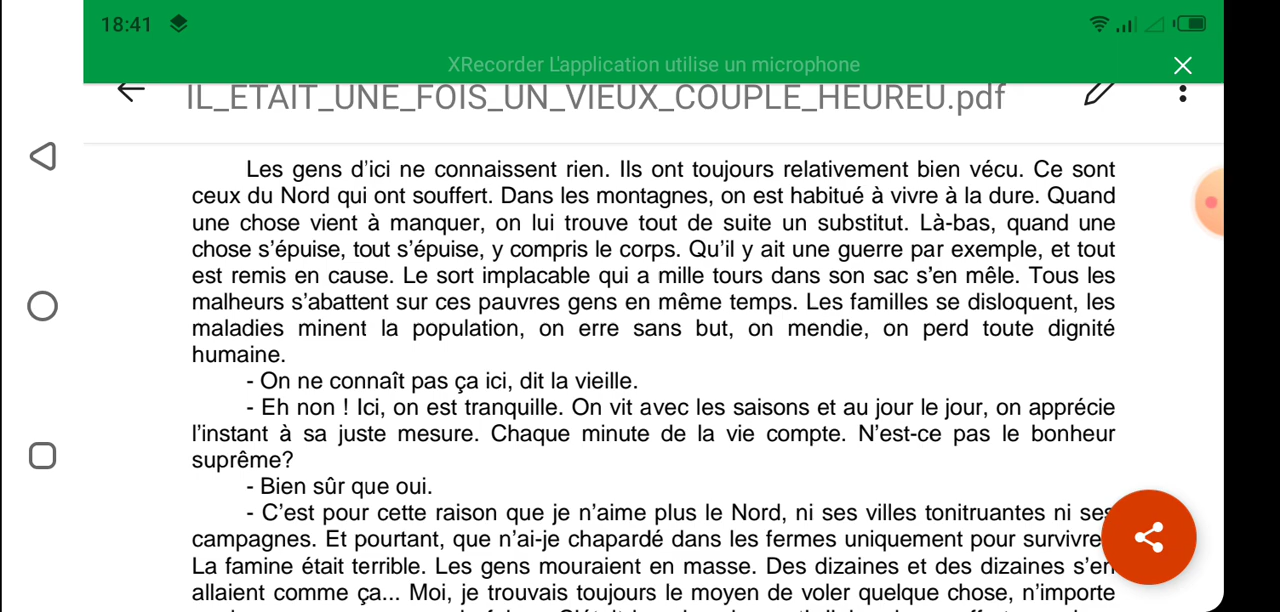 18:41
XRecorder L'application utilise un microphone
IL_ETAIT_UNE_FOIS_UN_VIEUX_COUPLE_HEUREU.pdf
Les gens d'ici ne connaissent rien. Ils ont toujours relativement bien vécu. Ce sont
ceux du Nord qui ont souffert. Dans les montagnes, on est habitué à vivre à la dure. Quand
une chose vient à manquer, on lui trouve tout de suite un substitut. Là-bas, quand une
chose s'épuise, tout s'épuise, y compris le corps. Qu'il y ait une guerre par exemple, et tout
est remis en cause. Le sort implacable qui a mille tours dans son sac s'en mêle. Tous les
malheurs s'abattent sur ces pauvres gens en même temps. Les familles se disloquent, les
maladies minent la population, on erre sans but, on mendie, on perd toute dignité
humaine.
- On ne connaît pas ça ici, dit la vieille.
- Eh non ! Ici, on est tranquille. On vit avec les saisons et au jour le jour, on apprécie
l'instant à sa juste mesure. Chaque minute de la vie compte. N'est-ce pas le bonheur
suprême?
- Bien sûr que oui.
- C'est pour cette raison que je n'aime plus le Nord, ni ses villes tonitruantes ni ses
campagnes. Et pourtant, que n'ai-je chapardé dans les fermes uniquement pour survivre
La famine était terrible. Les gens mouraient en masse. Des dizaines et des dizaines s'en
allaient comme ça... Moi, je trouvais toujours le moyen de voler quelque chose, n'importe